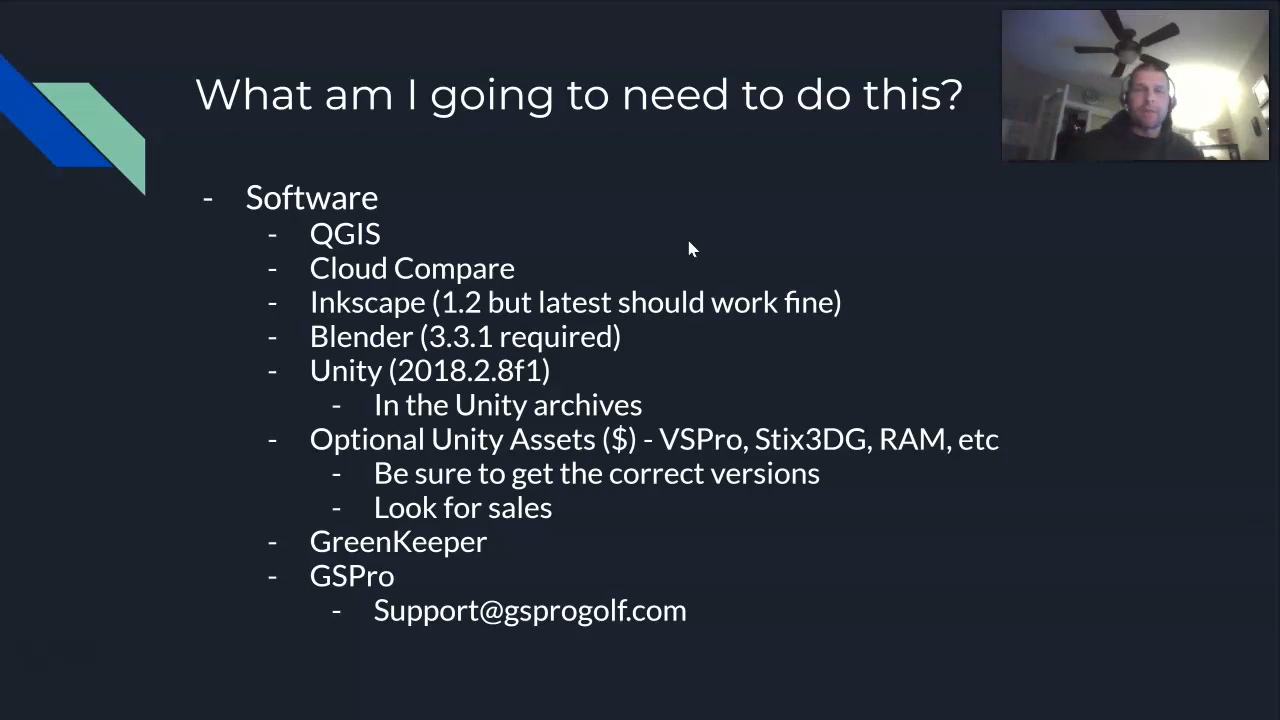 What am I going to need to do this?
- Software
- QGIS
- Cloud Compare
- Inkscape (1.2 but latest should work fine)
- Blender (3.3.1 required)
- Unity (2018.2.8f1)
- In the Unity archives
- Optional Unity Assets ($) - VSPro, Stix3DG, RAM, etc
- Be sure to get the correct versions
- Look for sales
- GreenKeeper
- GSPro
- Support@gsprogolf.com